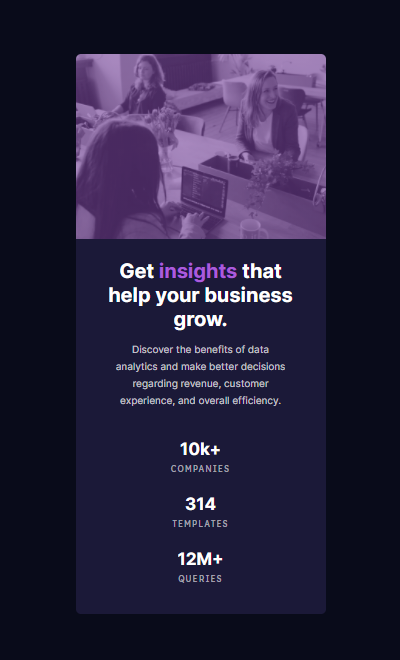 Get insights that
help your business
grow.
Discover the benefits of data
analytics and make better decisions
regarding revenue, customer
experience, and overall efficiency.
10k+
COMPANIES
314
TEMPLATES
12M+
QUERIES